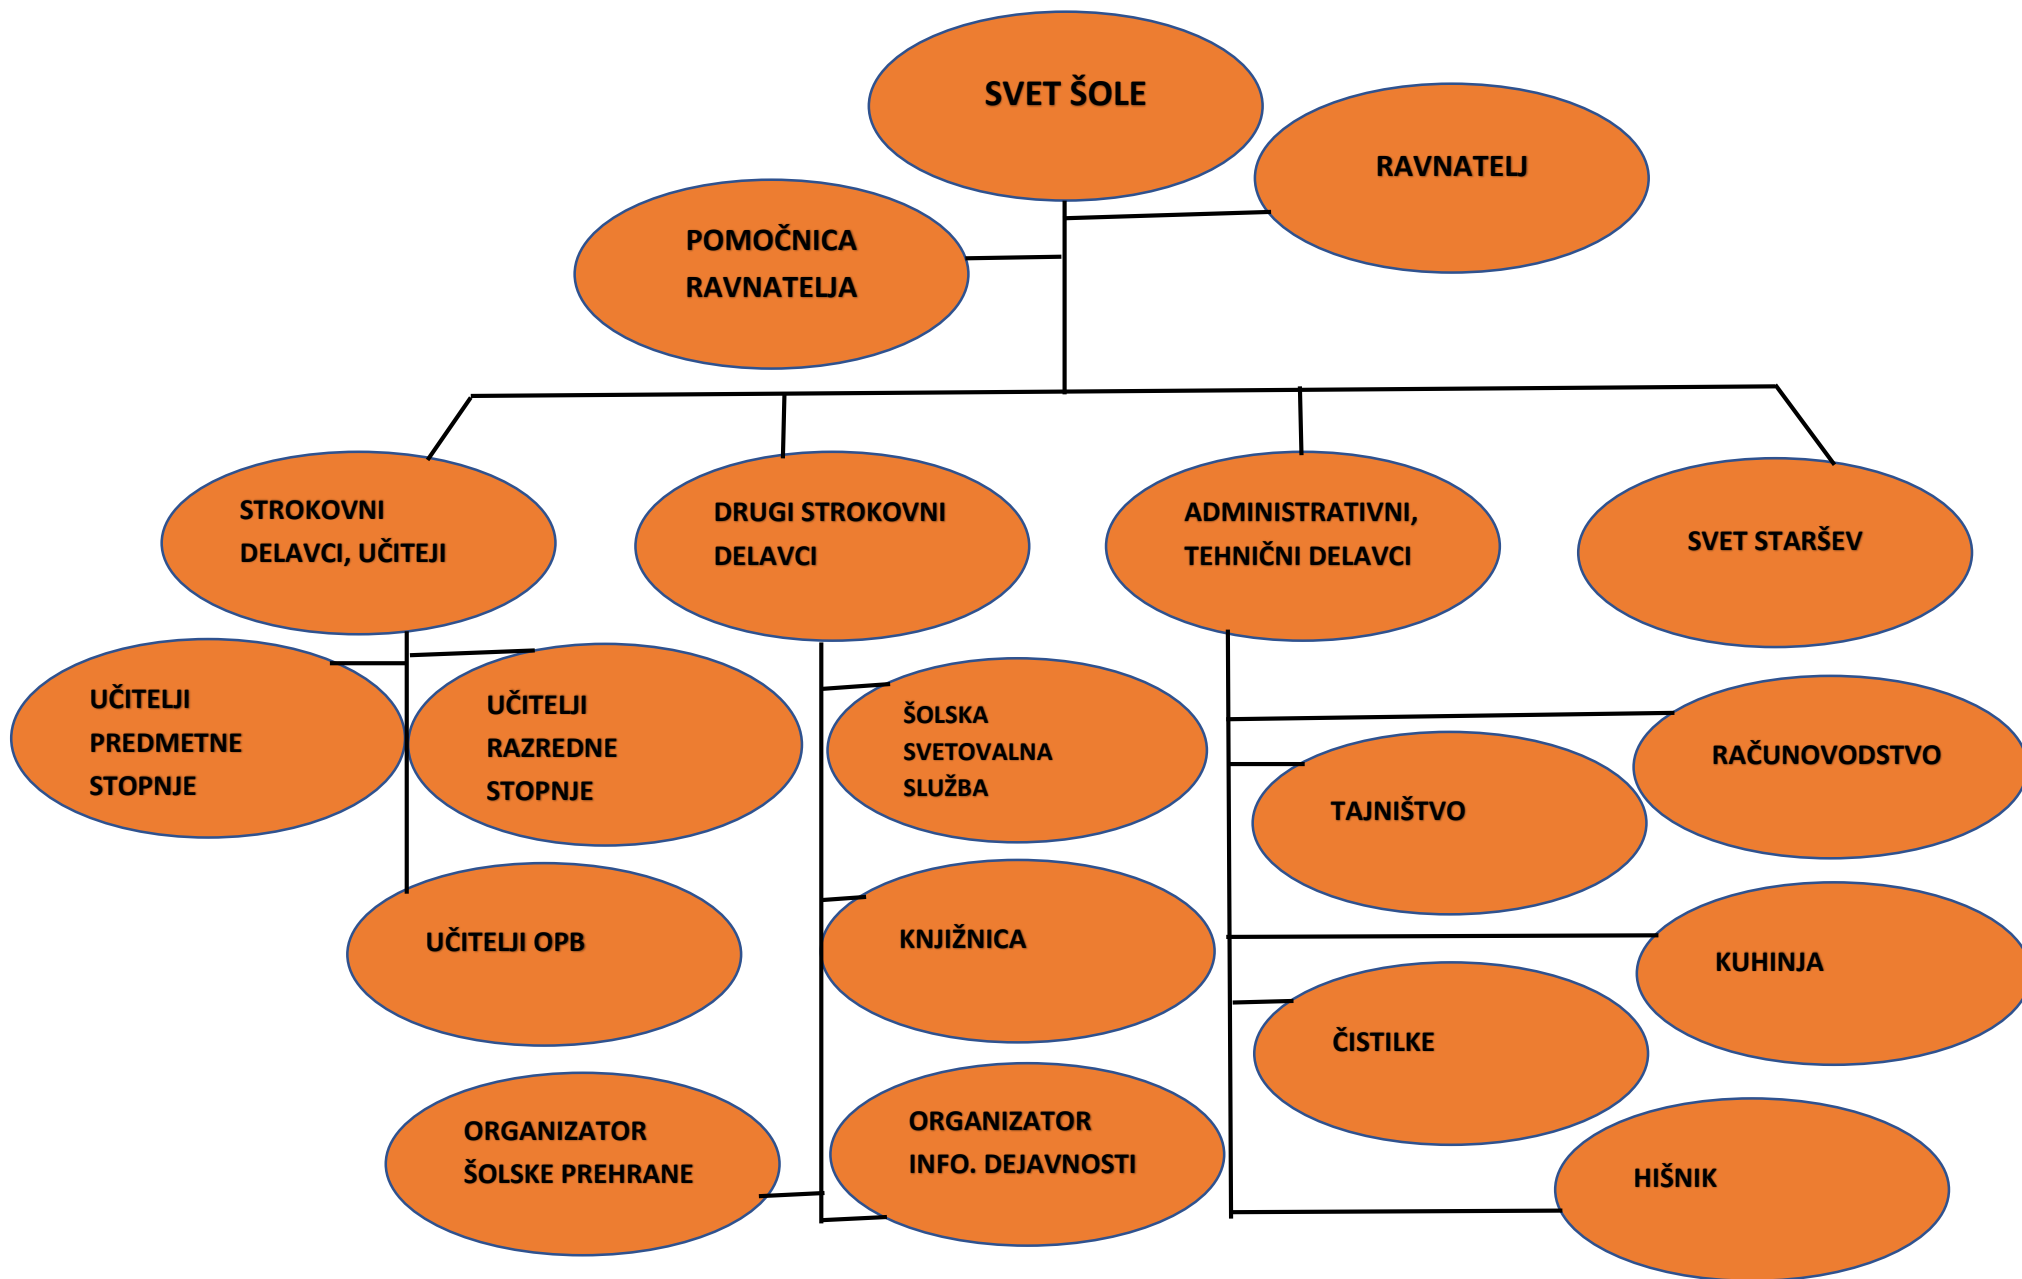 SVET ŠOLE
RAVNATELJ
POMOČNICA
RAVNATELJA
STROKOVNI
DELAVCI, UČITEJI
DRUGI STROKOVNI
DELAVCI
ADMINISTRATIVNI,
TEHNIČNI DELAVCI
SVET STARŠEV
UČITELJI
PREDMETNE
STOPNJE
UČITELJI
RAZREDNE
STOPNJE
ŠOLSKA
SVETOVALNA
SLUŽBA
RAČUNOVODSTVO
TAJNIŠTVO
UČITELJI OPB
KNJIŽNICA
KUHINJA
ČISTILKE
ORGANIZATOR
ŠOLSKE PREHRANE
ORGANIZATOR
INFO. DEJAVNOSTI
HIŠNIK